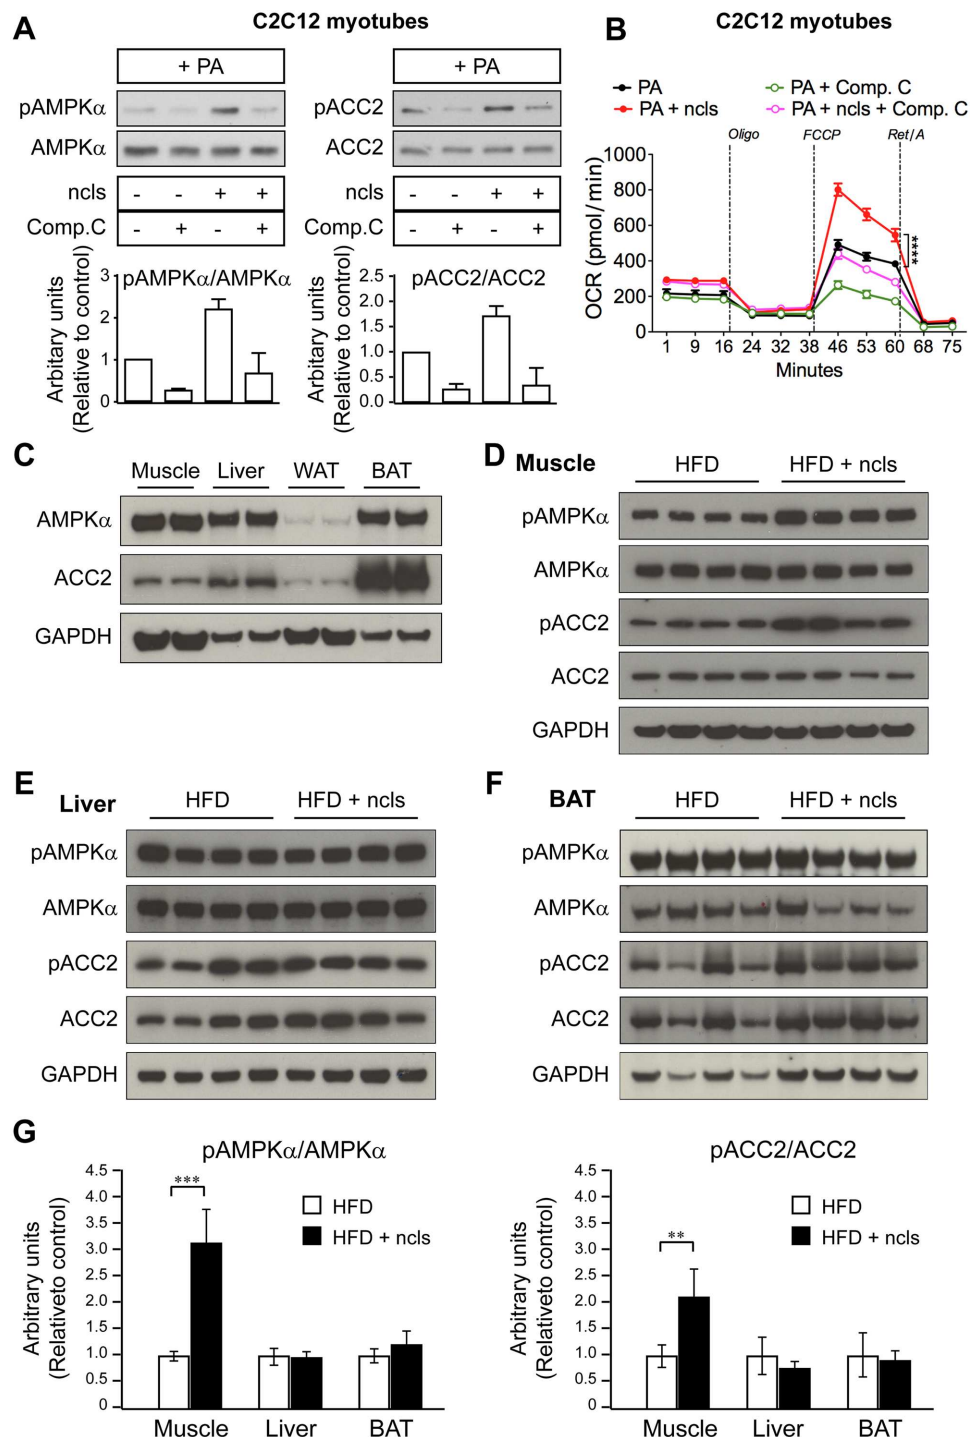 A
C2C12 myotubes
+ PA
+ PA
pAMPKα
pACC2
AMPKα
ACC2
ncls - - + +
ncls - - + +
Comp.C - + - +
Comp.C - + - +
pAMPKα/AMPKα
Arbitary units
(Relative to control)
3
2
1
0
pACC2/ACC2
Arbitary units
(Relative to control)
2.5
2.0
1.5
1.0
0.5
0.0
B
C2C12 myotubes
PA
PA + Comp. C
PA + ncls
PA + ncls + Comp. C
Oligo
FCCP
Ret/A
OCR (pmol/min)
1000
800
600
400
200
0
****
1 9 16 24 32 38 46 53 60 68 75
Minutes
C
Muscle Liver WAT BAT
AMPKα
ACC2
GAPDH
D
Muscle
HFD
HFD + ncls
pAMPKα
AMPKα
pACC2
ACC2
GAPDH
E
Liver
HFD
HFD + ncls
pAMPKα
AMPKα
pACC2
ACC2
GAPDH
F
BAT
HFD
HFD + ncls
pAMPKα
AMPKα
pACC2
ACC2
GAPDH
G
pAMPKα/AMPKα
Arbitrary units
(Relativeto control)
4.5
4.0
3.5
3.0
2.5
2.0
1.5
1.0
0.5
0
***
HFD
HFD + ncls
Muscle Liver BAT
pACC2/ACC2
Arbitrary units
(Relativeto control)
4.5
4.0
3.5
3.0
2.5
2.0
1.5
1.0
0.5
0
**
HFD
HFD + ncls
Muscle Liver BAT